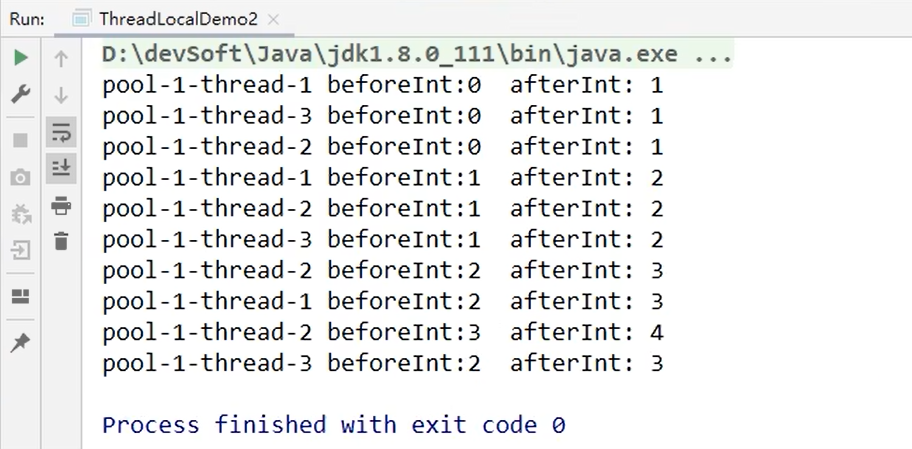 Run: ThreadLocalDemo2
D:\devSoft\Java\jdk1.8.0_111\bin\java.exe ...
pool-1-thread-1 beforeInt:0  afterInt: 1
pool-1-thread-3 beforeInt:0  afterInt: 1
pool-1-thread-2 beforeInt:0  afterInt: 1
pool-1-thread-1 beforeInt:1  afterInt: 2
pool-1-thread-2 beforeInt:1  afterInt: 2
pool-1-thread-3 beforeInt:1  afterInt: 2
pool-1-thread-2 beforeInt:2  afterInt: 3
pool-1-thread-1 beforeInt:2  afterInt: 3
pool-1-thread-2 beforeInt:3  afterInt: 4
pool-1-thread-3 beforeInt:2  afterInt: 3
Process finished with exit code 0